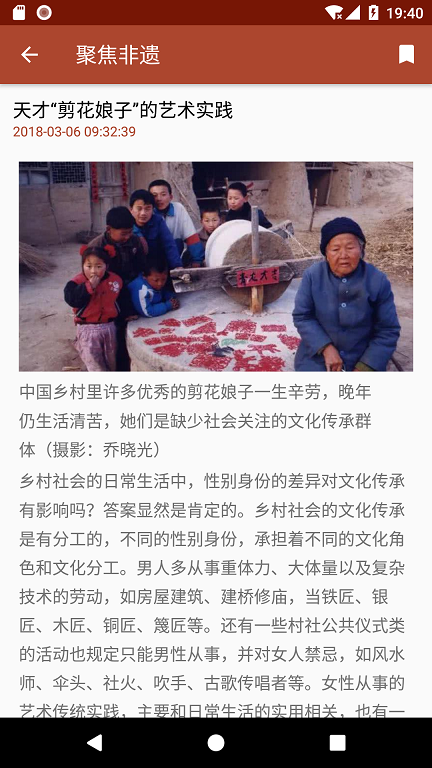 19:40
聚焦非遗
天才“剪花娘子”的艺术实践
2018-03-06 09:32:39
中国乡村里许多优秀的剪花娘子一生辛劳，晚年
仍生活清苦，她们是缺少社会关注的文化传承群
体（摄影：乔晓光）
乡村社会的日常生活中，性别身份的差异对文化传承
有影响吗？答案显然是肯定的。乡村社会的文化传承
是有分工的，不同的性别身份，承担着不同的文化角
色和文化分工。男人多从事重体力、大体量以及复杂
技术的劳动，如房屋建筑、建桥修庙，当铁匠、银
匠、木匠、铜匠、篾匠等。还有一些村社公共仪式类
的活动也规定只能男性从事，并对女人禁忌，如风水
师、伞头、社火、吹手、古歌传唱者等。女性从事的
艺术传统实践，主要和日常生活的实用相关，也有一